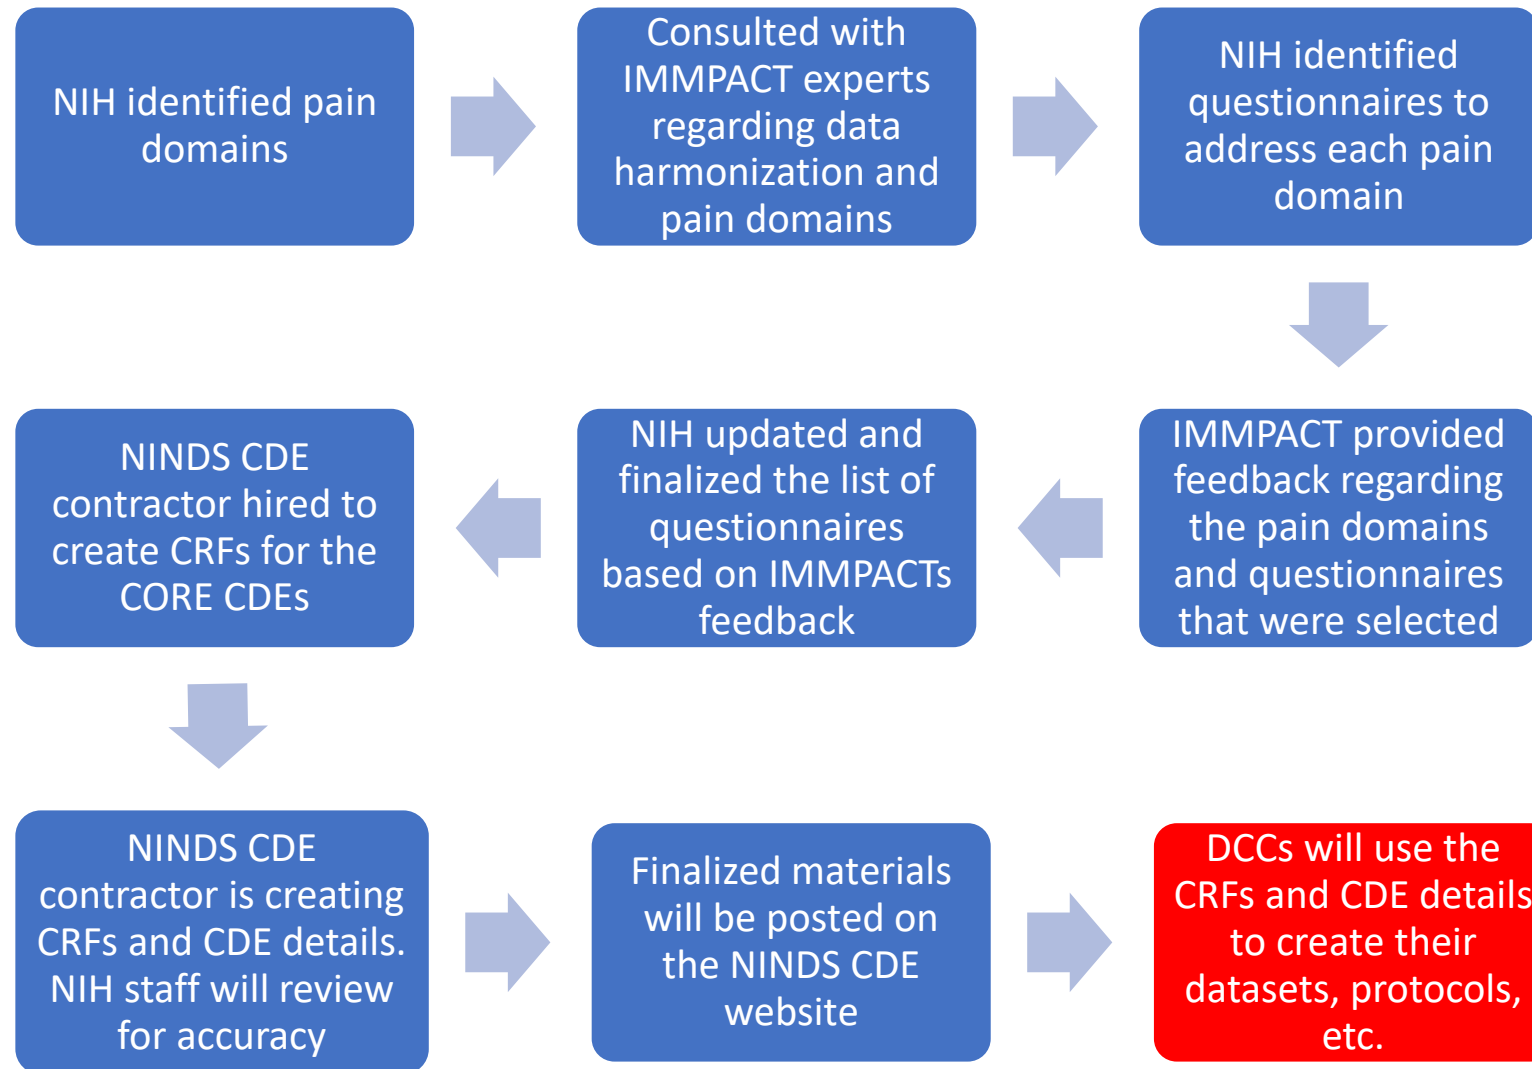 NIH identified pain
domains
Consulted with
IMMPACT experts
regarding data
harmonization and
pain domains
NIH identified
questionnaires to
address each pain
domain
IMMPACT provided
feedback regarding
the pain domains
and questionnaires
that were selected
NIH updated and
finalized the list of
questionnaires
based on IMMPACTs
feedback
NINDS CDE
contractor hired to
create CRFs for the
CORE CDEs
NINDS CDE
contractor is creating
CRFs and CDE details.
NIH staff will review
for accuracy
Finalized materials
will be posted on
the NINDS CDE
website
DCCs will use the
CRFs and CDE details
to create their
datasets, protocols,
etc.